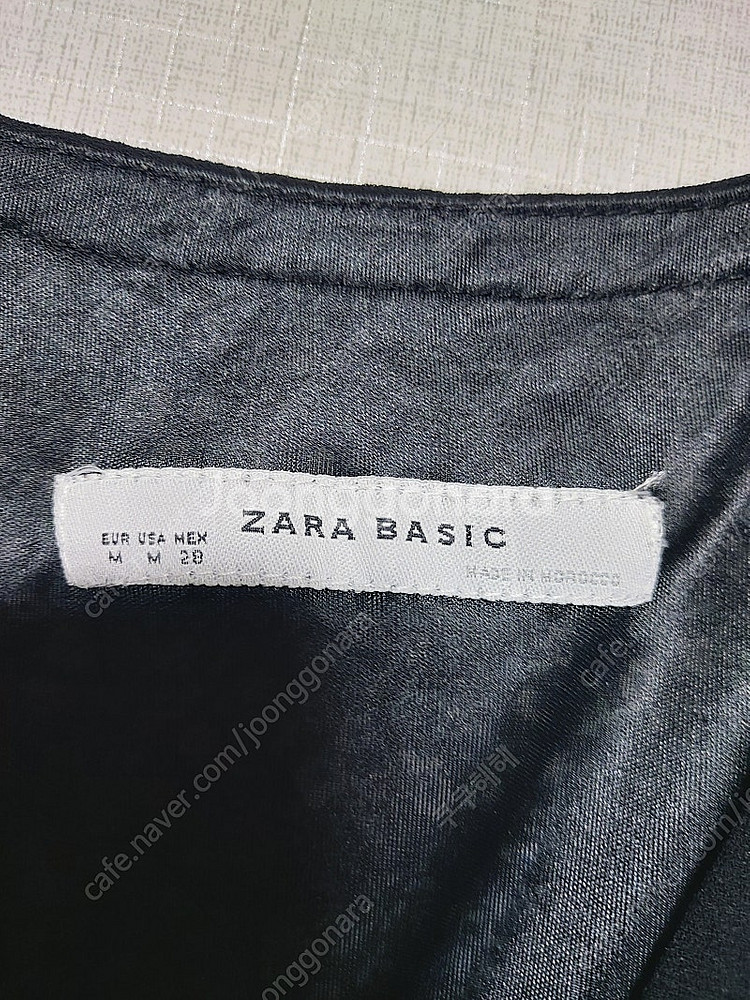 ZARA BASIC
EUR USA MEX
M M 28
MADE IN MOROCCO
cafe.naver.com/joonggonara